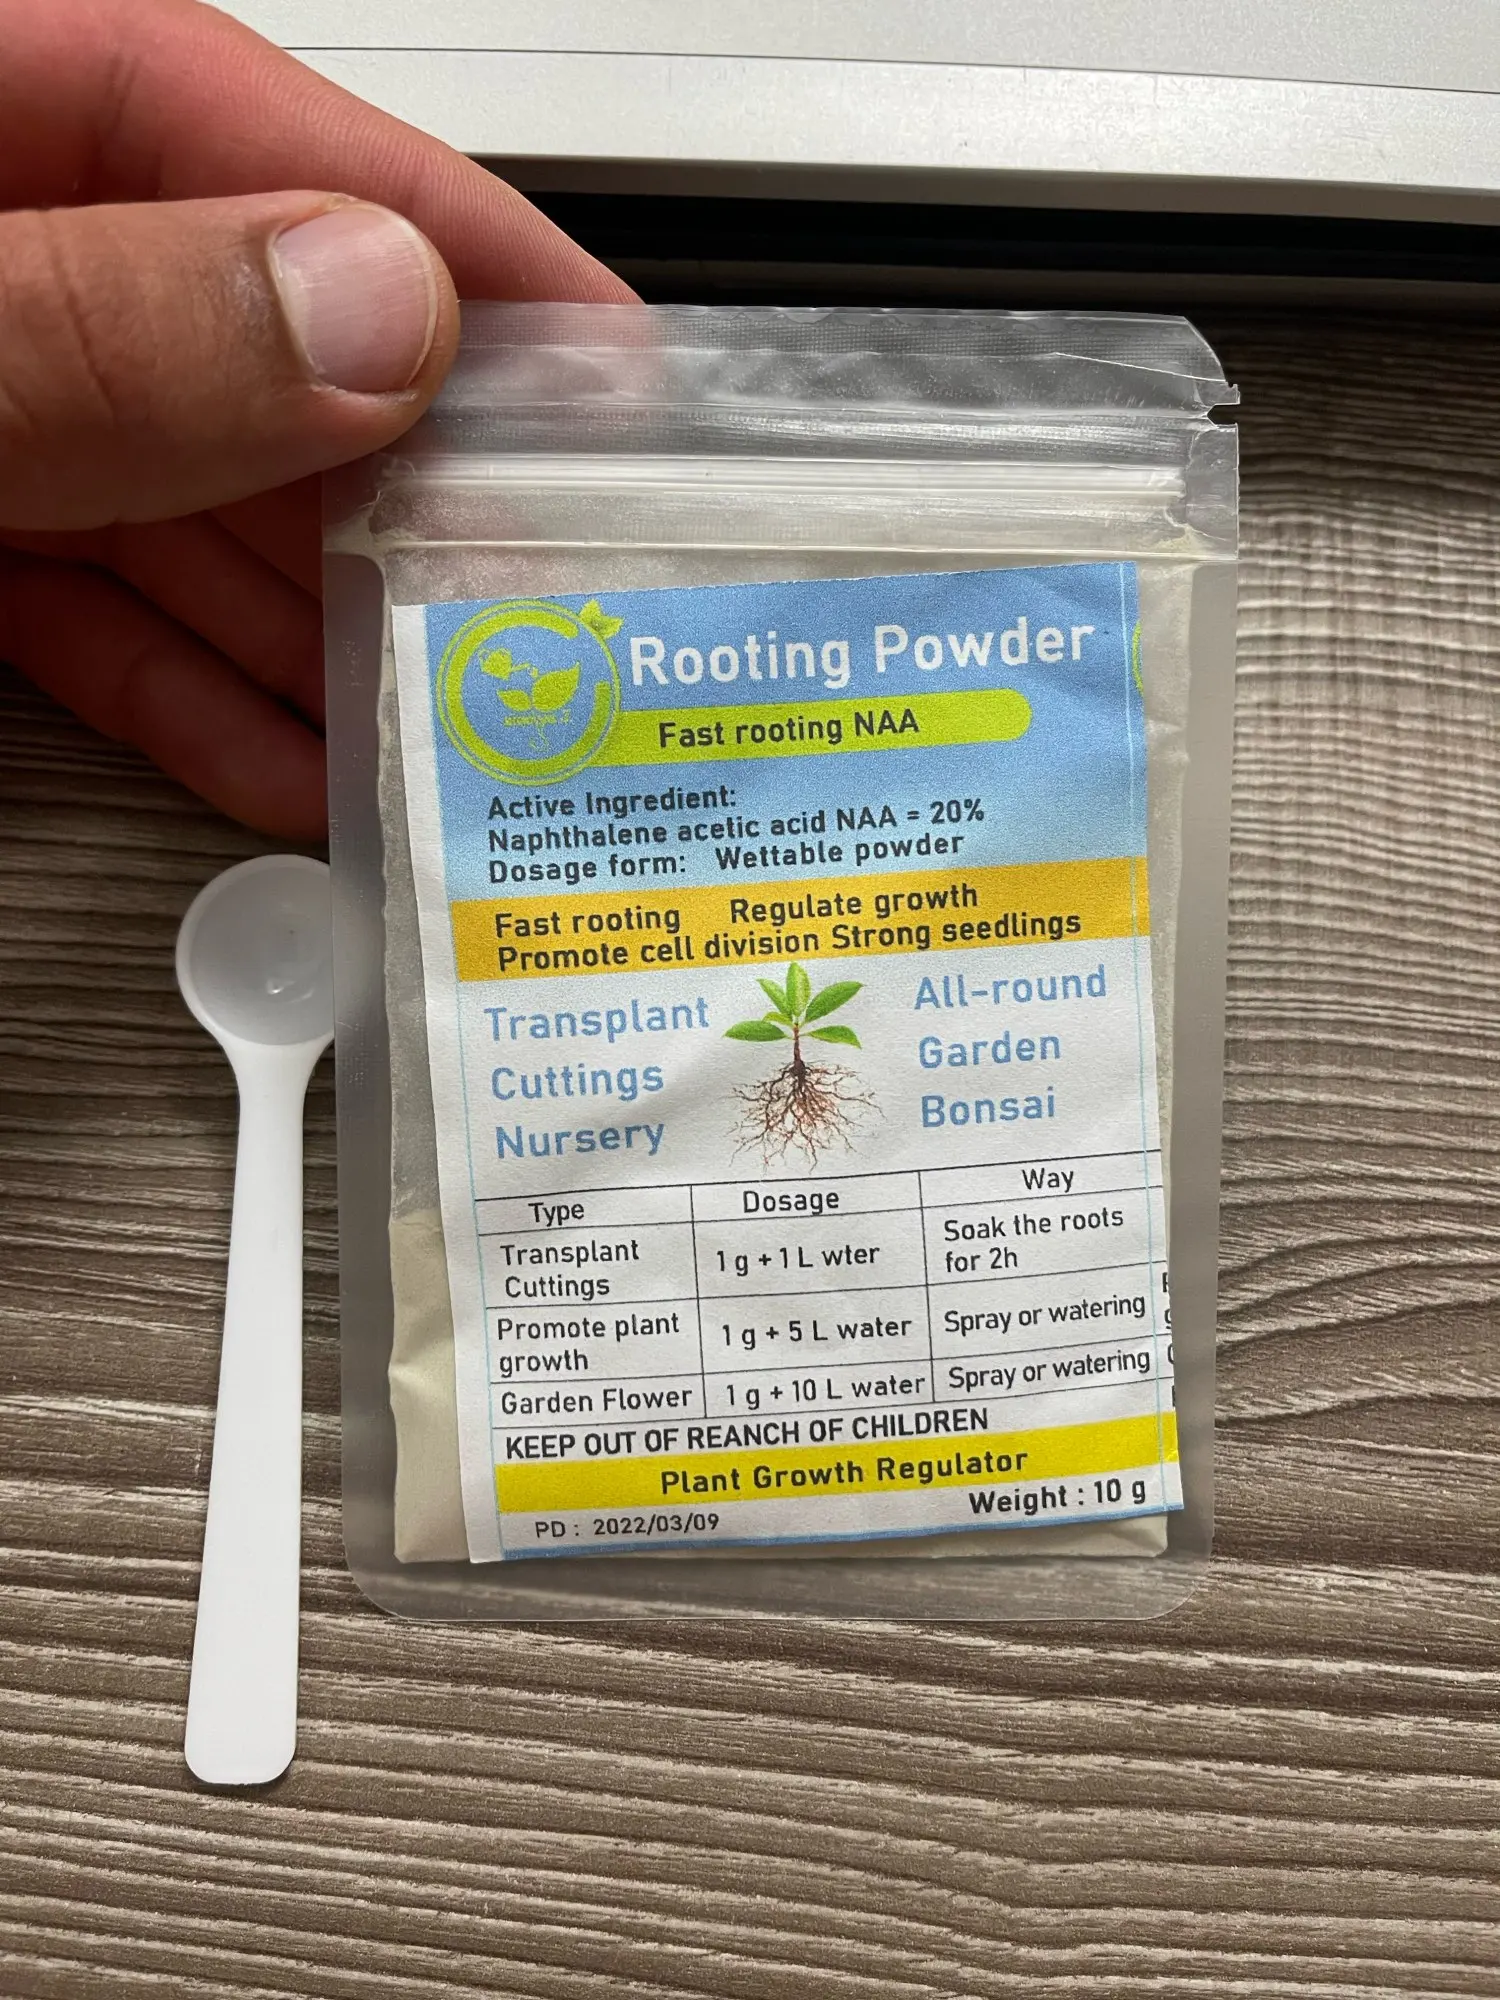 Rooting Powder
Fast rooting NAA
Active Ingredient:
Naphthalene acetic acid NAA = 20%
Dosage form: Wettable powder
Fast rooting Regulate growth
Promote cell division Strong seedlings
Transplant
Cuttings
Nursery
All-round
Garden
Bonsai
Type Dosage Way
Transplant Cuttings 1 g + 1 L wter Soak the roots for 2h
Promote plant growth 1 g + 5 L water Spray or watering
Garden Flower 1 g + 10 L water Spray or watering
KEEP OUT OF REANCH OF CHILDREN
Plant Growth Regulator
Weight : 10 g
PD : 2022/03/09